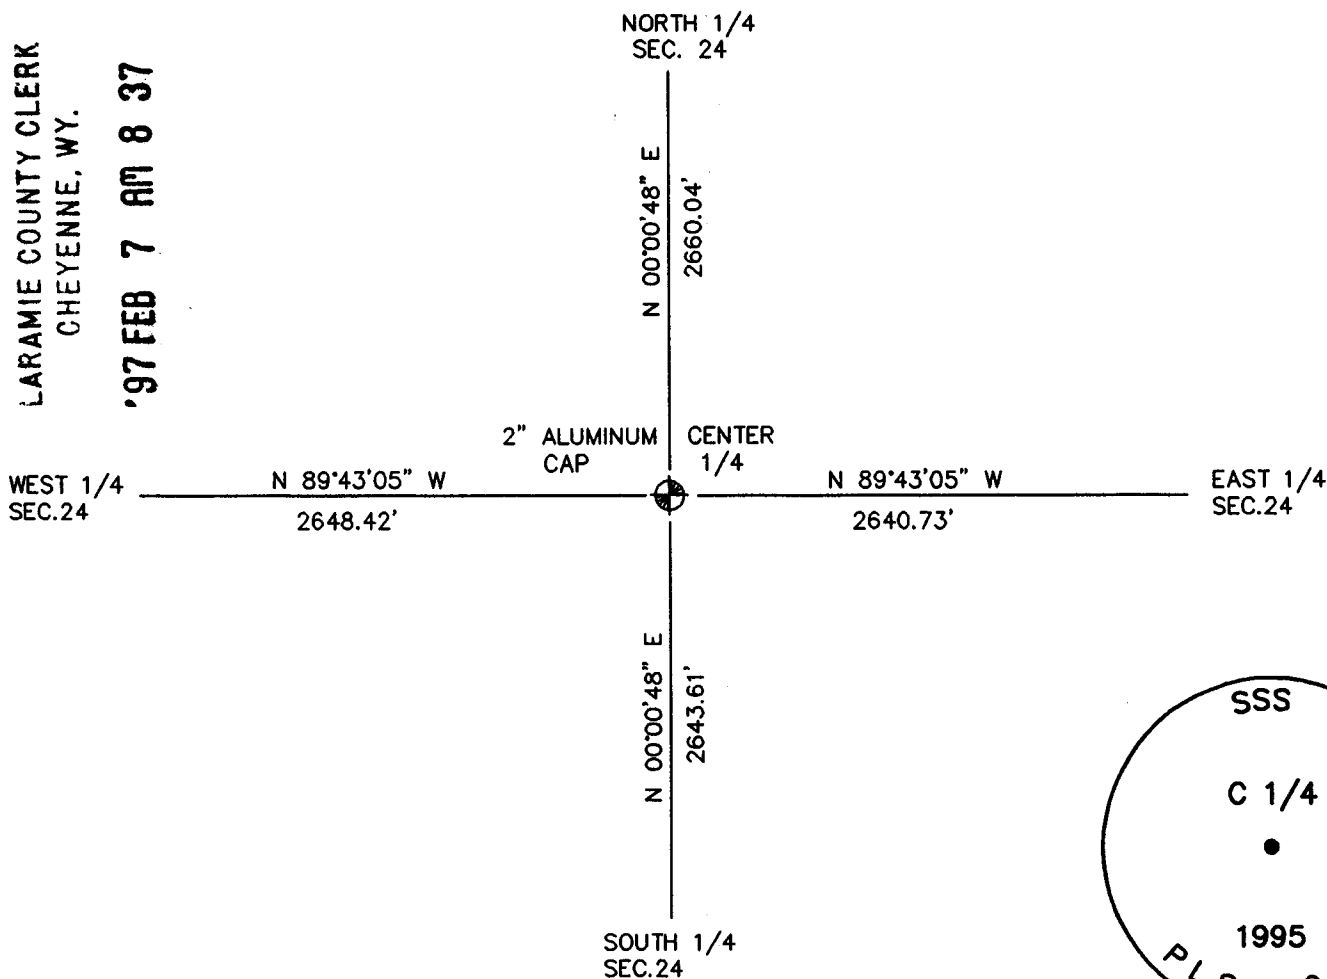 LARAMIE COUNTY CLERK
CHEYENNE, WY.
'97 FEB 7 AM 8 37
NORTH 1/4
SEC. 24
N 00°00'48" E
2660.04'
2" ALUMINUM
CAP
CENTER
1/4
WEST 1/4
SEC.24
N 89°43'05" W
2648.42'
N 89°43'05" W
2640.73'
EAST 1/4
SEC.24
N 00°00'48" E
2643.61'
SOUTH 1/4
SEC.24
SSS
C 1/4
1995